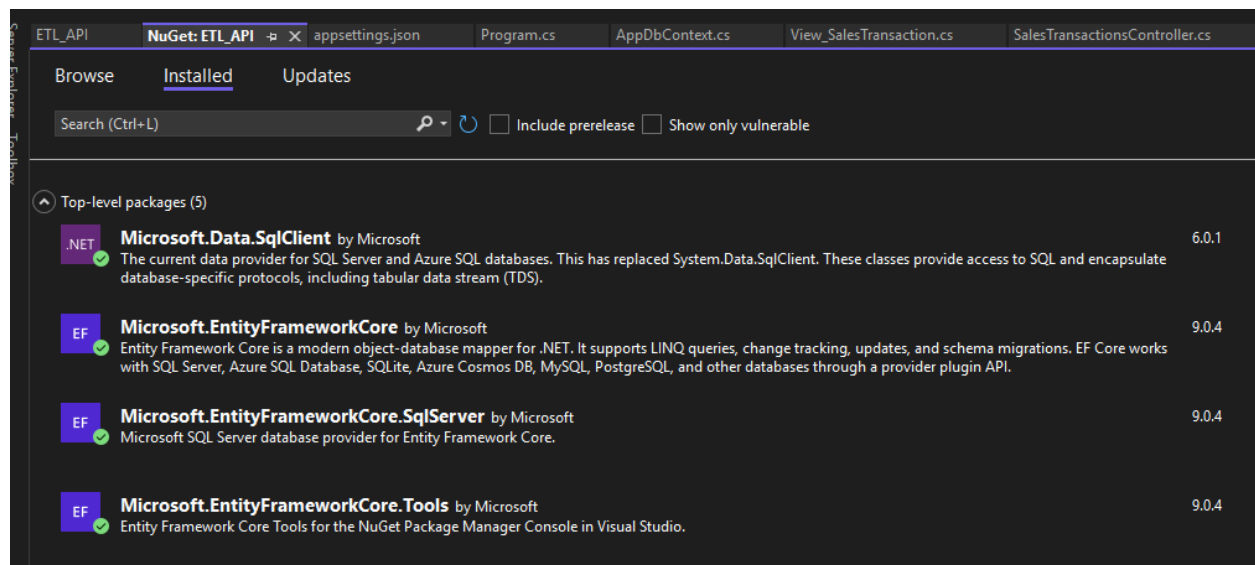 Server Explorer
Toolbox
ETL_API
NuGet: ETL_API
appsettings.json
Program.cs
AppDbContext.cs
View_SalesTransaction.cs
SalesTransactionsController.cs
Browse
Installed
Updates
Search (Ctrl+L)
Include prerelease
Show only vulnerable
Top-level packages (5)
.NET
Microsoft.Data.SqlClient by Microsoft
6.0.1
The current data provider for SQL Server and Azure SQL databases. This has replaced System.Data.SqlClient. These classes provide access to SQL and encapsulate
database-specific protocols, including tabular data stream (TDS).
EF
Microsoft.EntityFrameworkCore by Microsoft
9.0.4
Entity Framework Core is a modern object-database mapper for .NET. It supports LINQ queries, change tracking, updates, and schema migrations. EF Core works
with SQL Server, Azure SQL Database, SQLite, Azure Cosmos DB, MySQL, PostgreSQL, and other databases through a provider plugin API.
EF
Microsoft.EntityFrameworkCore.SqlServer by Microsoft
9.0.4
Microsoft SQL Server database provider for Entity Framework Core.
EF
Microsoft.EntityFrameworkCore.Tools by Microsoft
9.0.4
Entity Framework Core Tools for the NuGet Package Manager Console in Visual Studio.